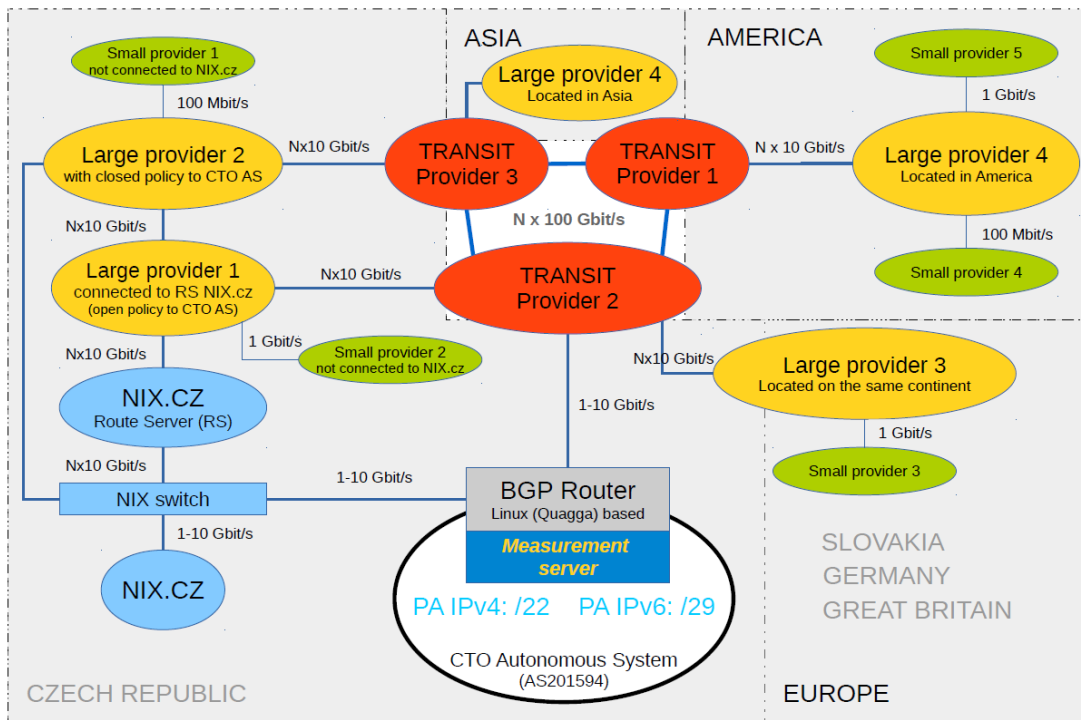 Small provider 1
not connected to NIX.cz
ASIA
AMERICA
Large provider 4
Located in Asia
Small provider 5
100 Mbit/s
1 Gbit/s
Large provider 2
with closed policy to CTO AS
Nx10 Gbit/s
TRANSIT
Provider 3
TRANSIT
Provider 1
N x 10 Gbit/s
Large provider 4
Located in America
N x 100 Gbit/s
Nx10 Gbit/s
100 Mbit/s
Large provider 1
connected to RS NIX.cz
(open policy to CTO AS)
Nx10 Gbit/s
TRANSIT
Provider 2
Small provider 4
1 Gbit/s
Nx10 Gbit/s
Small provider 2
not connected to NIX.cz
Nx10 Gbit/s
Large provider 3
Located on the same continent
NIX.CZ
Route Server (RS)
1-10 Gbit/s
1 Gbit/s
Nx10 Gbit/s
Small provider 3
NIX switch
1-10 Gbit/s
BGP Router
Linux (Quagga) based
1-10 Gbit/s
Measurement
server
NIX.CZ
PA IPv4: /22
PA IPv6: /29
SLOVAKIA
GERMANY
GREAT BRITAIN
CTO Autonomous System
(AS201594)
CZECH REPUBLIC
EUROPE